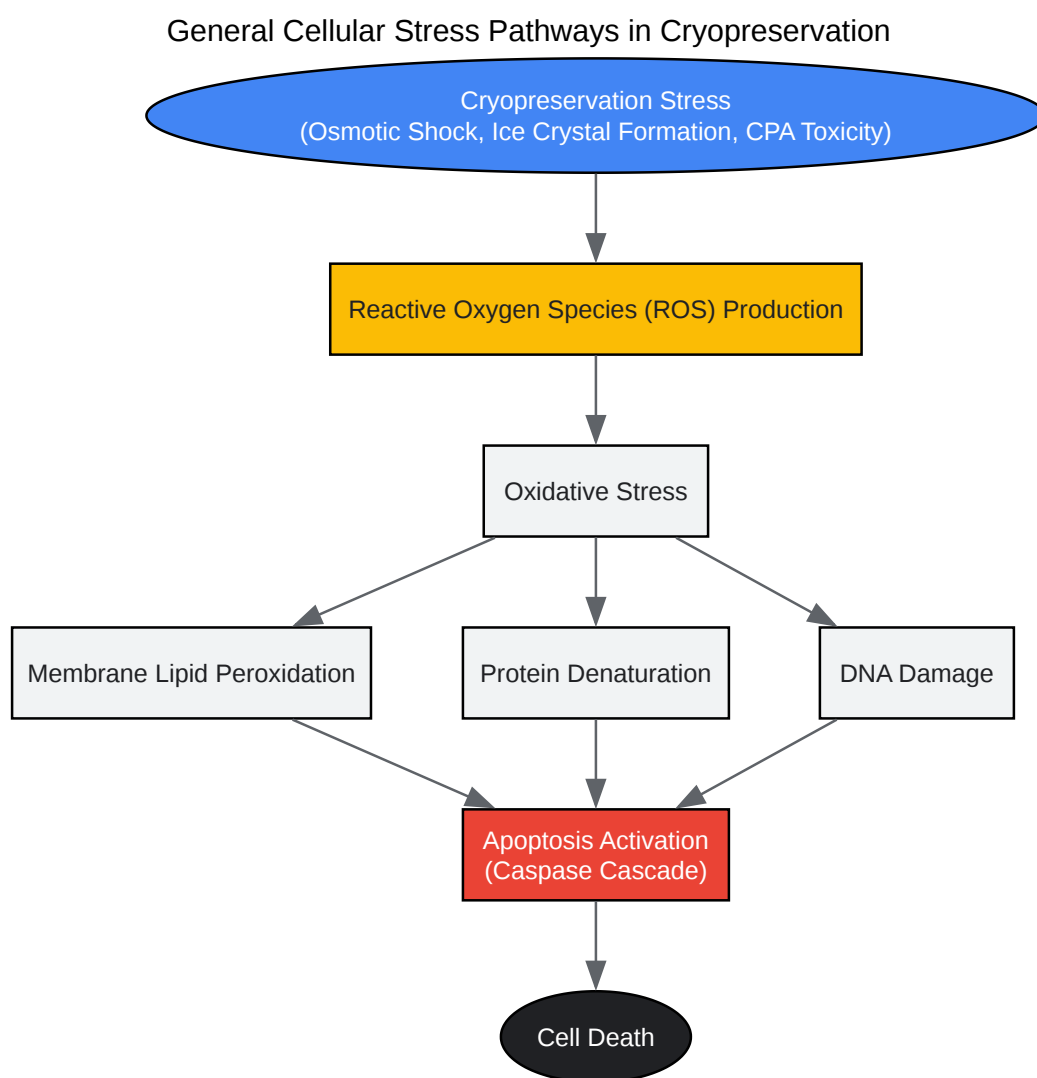 General Cellular Stress Pathways in Cryopreservation
Cryopreservation Stress
(Osmotic Shock, Ice Crystal Formation, CPA Toxicity)
Reactive Oxygen Species (ROS) Production
Oxidative Stress
Membrane Lipid Peroxidation
Protein Denaturation
DNA Damage
Apoptosis Activation
(Caspase Cascade)
Cell Death